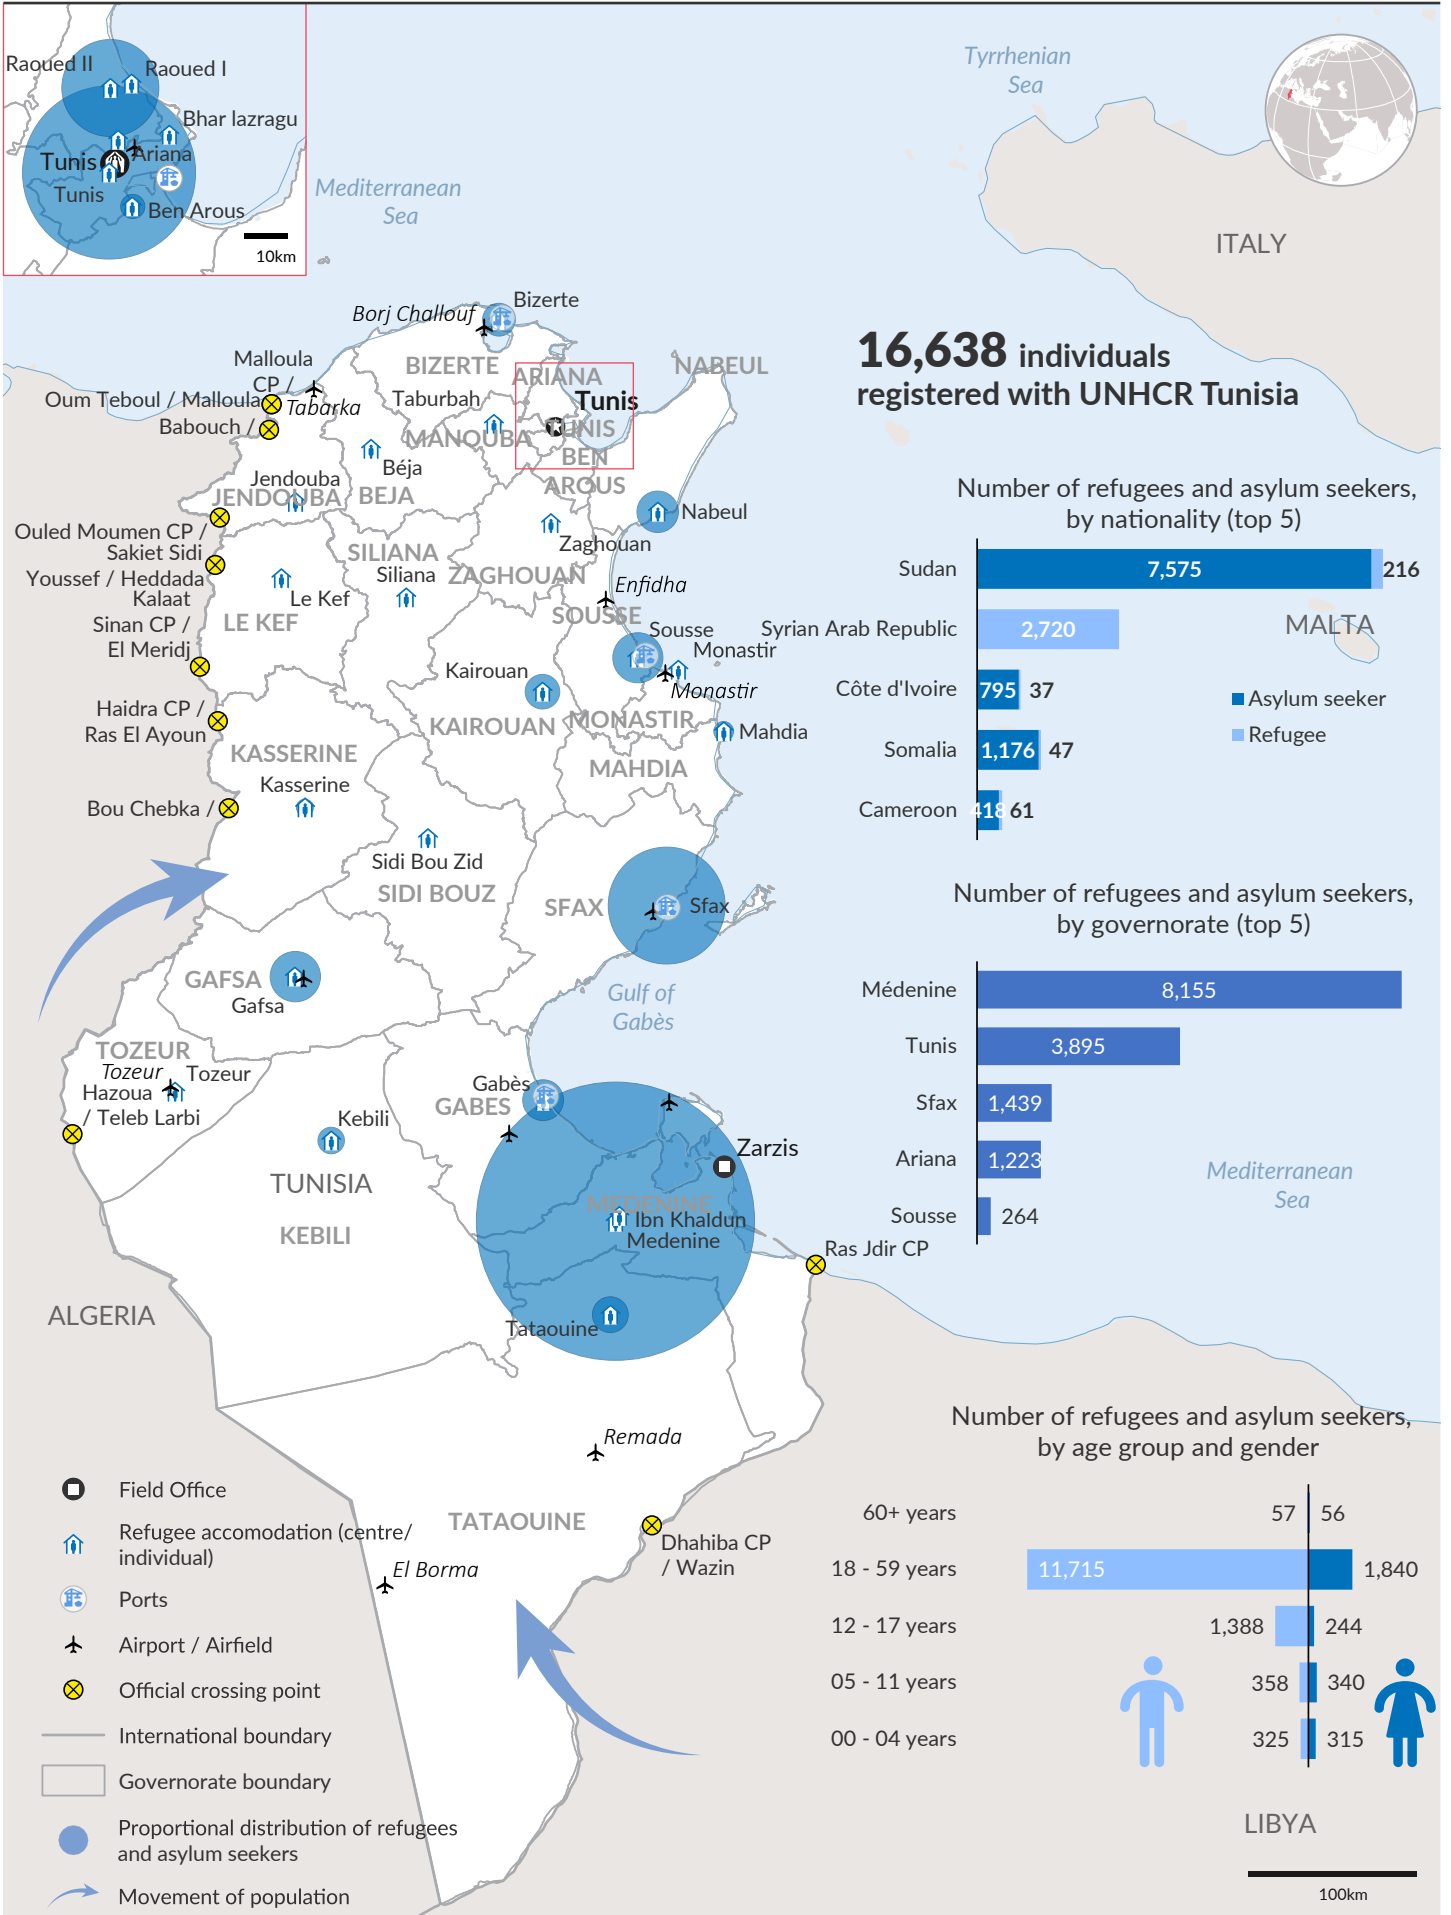 Raoued II
Raoued I
Bhar lazragu
Tunis
Ariana
Tunis
Ben Arous
10km
Tyrrhenian
Sea
Mediterranean
Sea
ITALY
16,638 individuals
registered with UNHCR Tunisia
Borj Challouf
Bizerte
BIZERTE
ARIANA
NABEUL
Malloula
CP /
Oum Teboul / Malloula
Tabarka
Babouch /
Taburbah
Tunis
TUNIS
MANOUBA
BEN
AROUS
Béja
BEJA
Jendouba
JENDOUBA
Nabeul
Ouled Moumen CP /
Sakiet Sidi
Youssef / Heddada
Kalaat
Sinan CP /
El Meridj
Zaghouan
ZAGHOUAN
SILIANA
Siliana
Le Kef
LE KEF
Enfidha
SOUSSE
Sousse
Monastir
Monastir
Kairouan
KAIROUAN
MONASTIR
Mahdia
MAHDIA
Haidra CP /
Ras El Ayoun
KASSERINE
Kasserine
Bou Chebka /
Sidi Bou Zid
SIDI BOUZ
SFAX
Sfax
GAFSA
Gafsa
Gulf of
Gabès
TOZEUR
Tozeur
Tozeur
Hazoua
/ Teleb Larbi
Kebili
Gabès
GABES
TUNISIA
KEBILI
Zarzis
MEDENINE
Ibn Khaldun
Medenine
Ras Jdir CP
Tataouine
ALGERIA
Remada
TATAOUINE
El Borma
Dhahiba CP
/ Wazin
Number of refugees and asylum seekers,
by nationality (top 5)
Sudan 7,575 216
Syrian Arab Republic 2,720
Côte d'Ivoire 795 37
Somalia 1,176 47
Cameroon 418 61
MALTA
Asylum seeker
Refugee
Number of refugees and asylum seekers,
by governorate (top 5)
Médenine 8,155
Tunis 3,895
Sfax 1,439
Ariana 1,223
Sousse 264
Mediterranean
Sea
Number of refugees and asylum seekers,
by age group and gender
60+ years 57 56
18 - 59 years 11,715 1,840
12 - 17 years 1,388 244
05 - 11 years 358 340
00 - 04 years 325 315
LIBYA
100km
Field Office
Refugee accomodation (centre/
individual)
Ports
Airport / Airfield
Official crossing point
International boundary
Governorate boundary
Proportional distribution of refugees
and asylum seekers
Movement of population